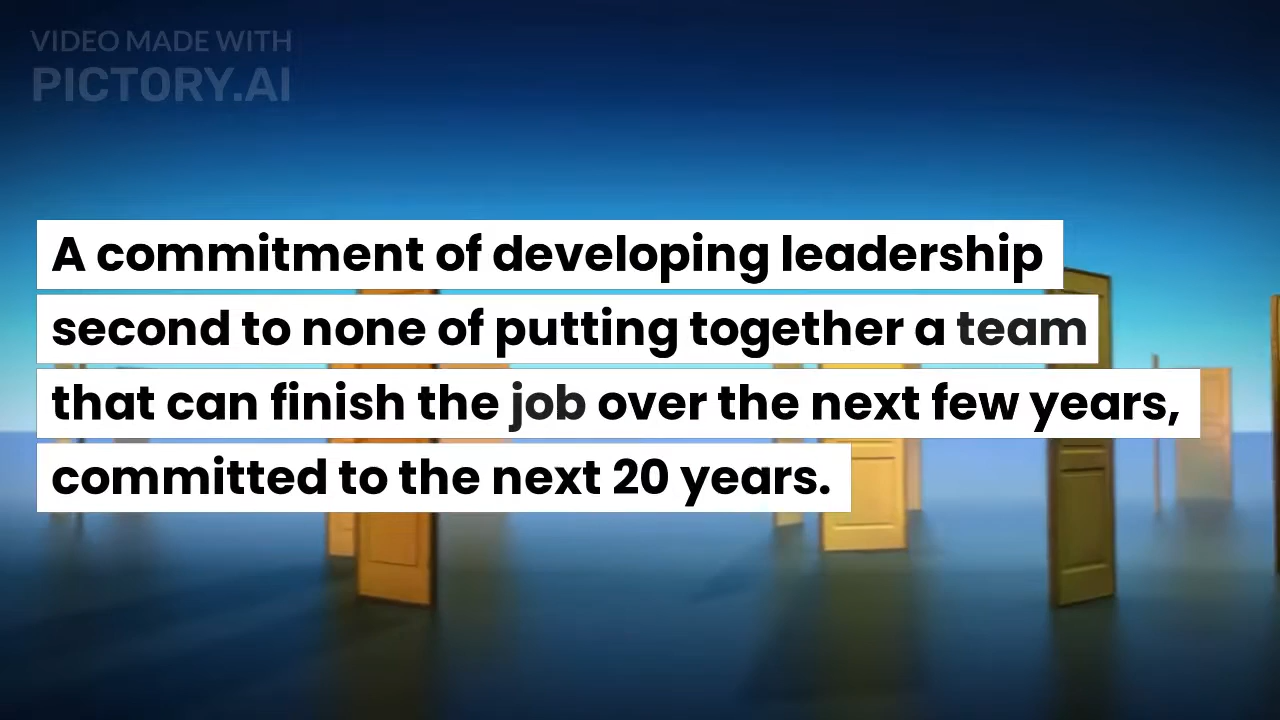 VIDEO MADE WITH
PICTORY.AI
A commitment of developing leadership
second to none of putting together a team
that can finish the job over the next few years,
committed to the next 20 years.